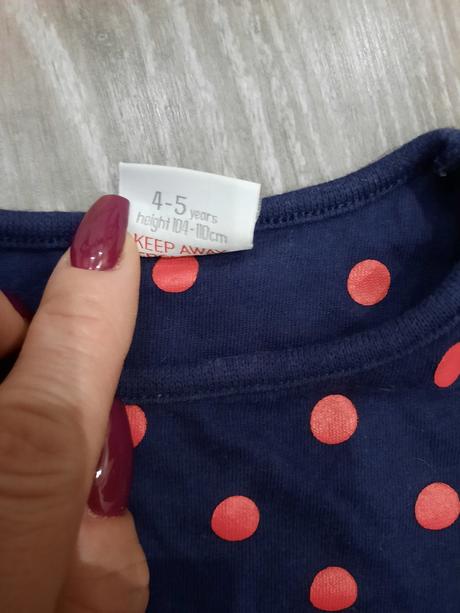 4-5 years
height 104-110cm
KEEP AWAY